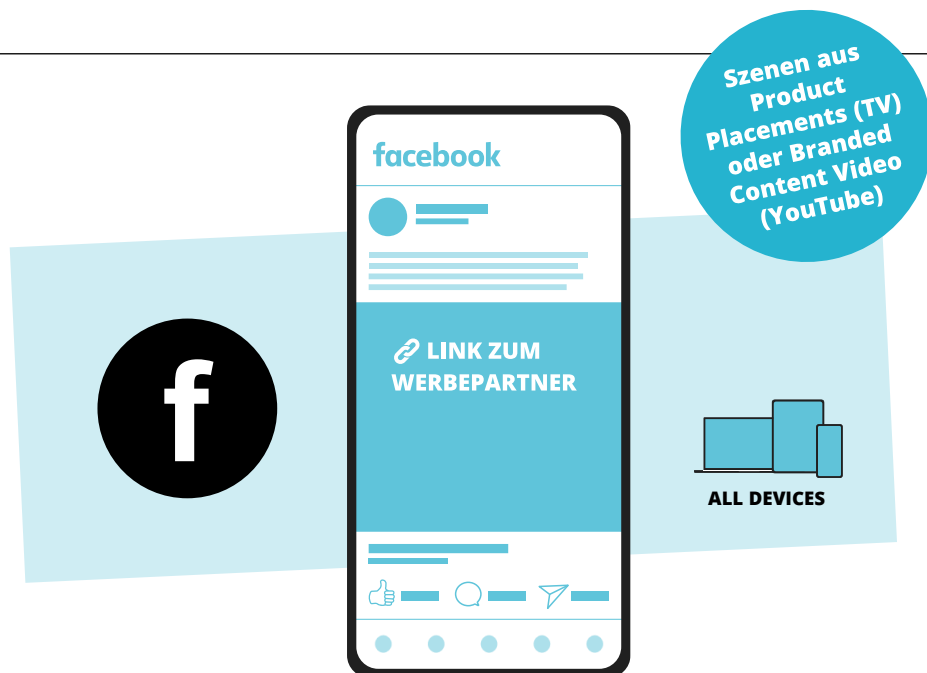 Szenen aus
Product
Placements (TV)
oder Branded
Content Video
(YouTube)
facebook
LINK ZUM
WERBEPARTNER
f
ALL DEVICES